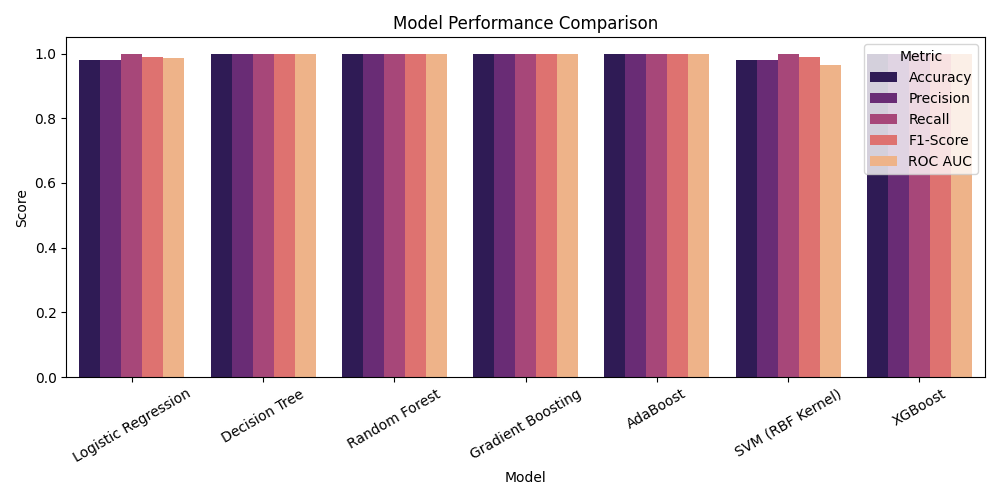 Model Performance Comparison
Score
1.0
0.8
0.6
0.4
0.2
0.0
Metric
Accuracy
Precision
Recall
F1-Score
ROC AUC
Logistic Regression
Decision Tree
Random Forest
Gradient Boosting
AdaBoost
SVM (RBF Kernel)
XGBoost
Model